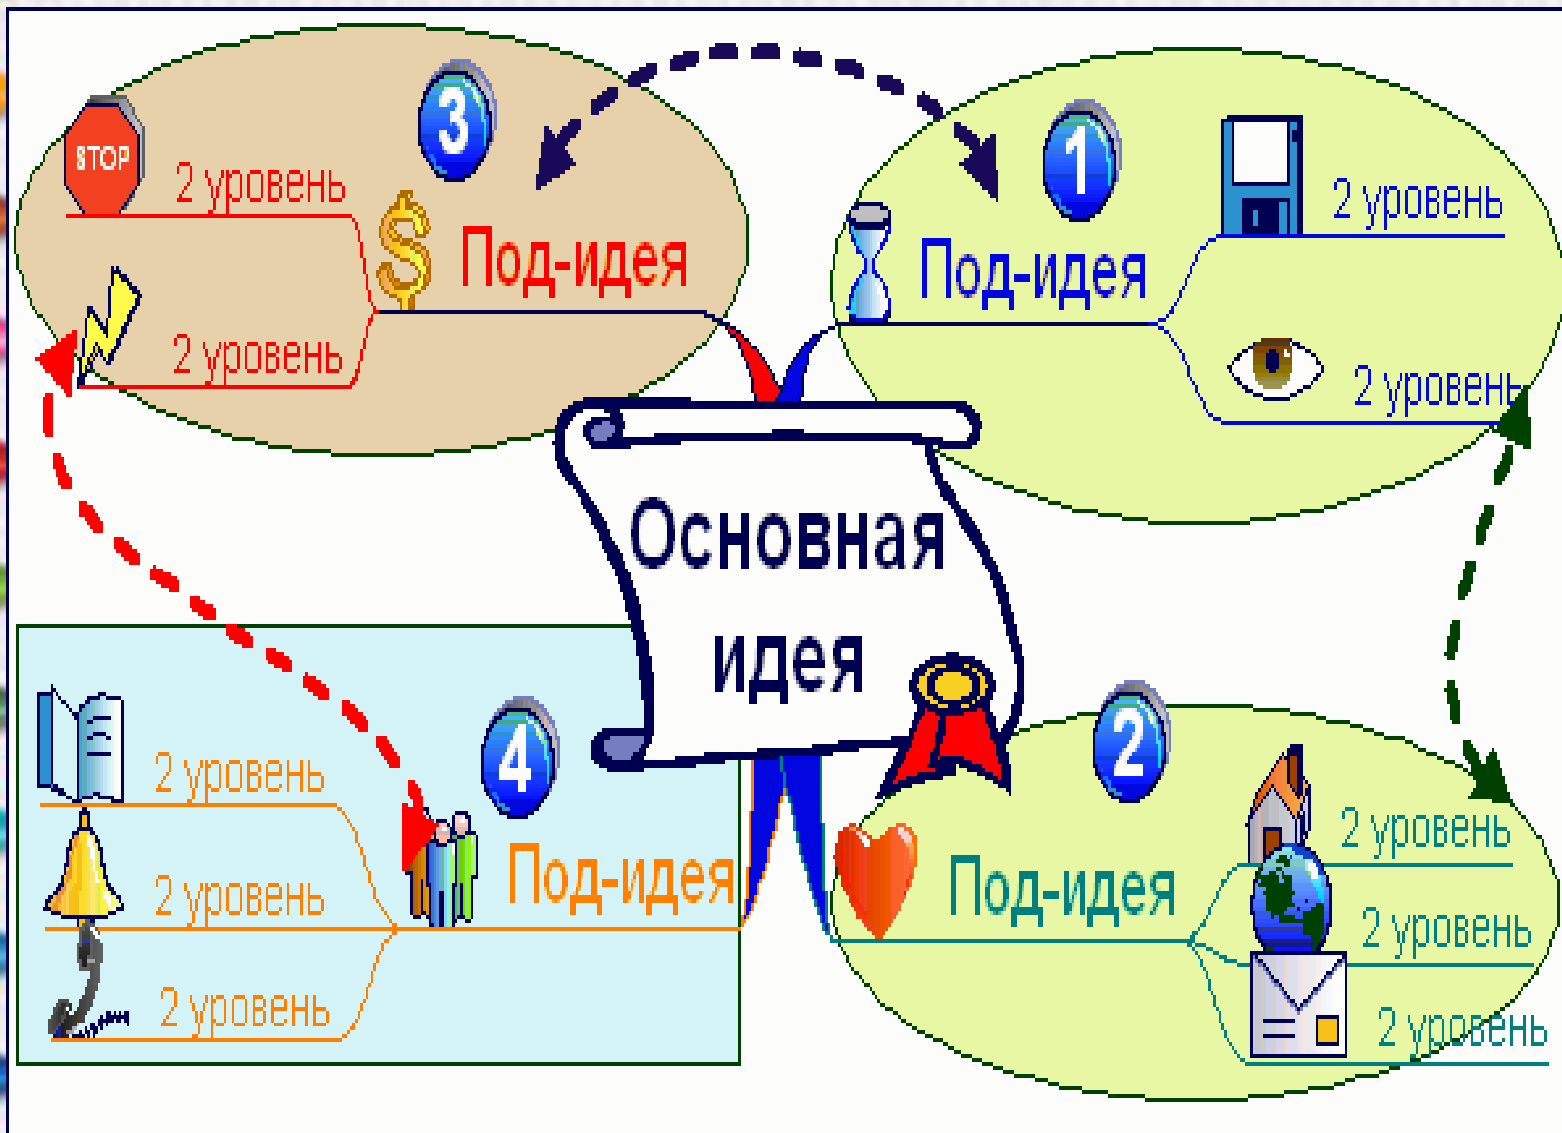 3
STOP
2 уровень
$
Под-идея
2 уровень
1
2 уровень
Под-идея
2 уровень
Основная
идея
4
2 уровень
2 уровень
Под-идея
2 уровень
2
2 уровень
Под-идея
2 уровень
2 уровень